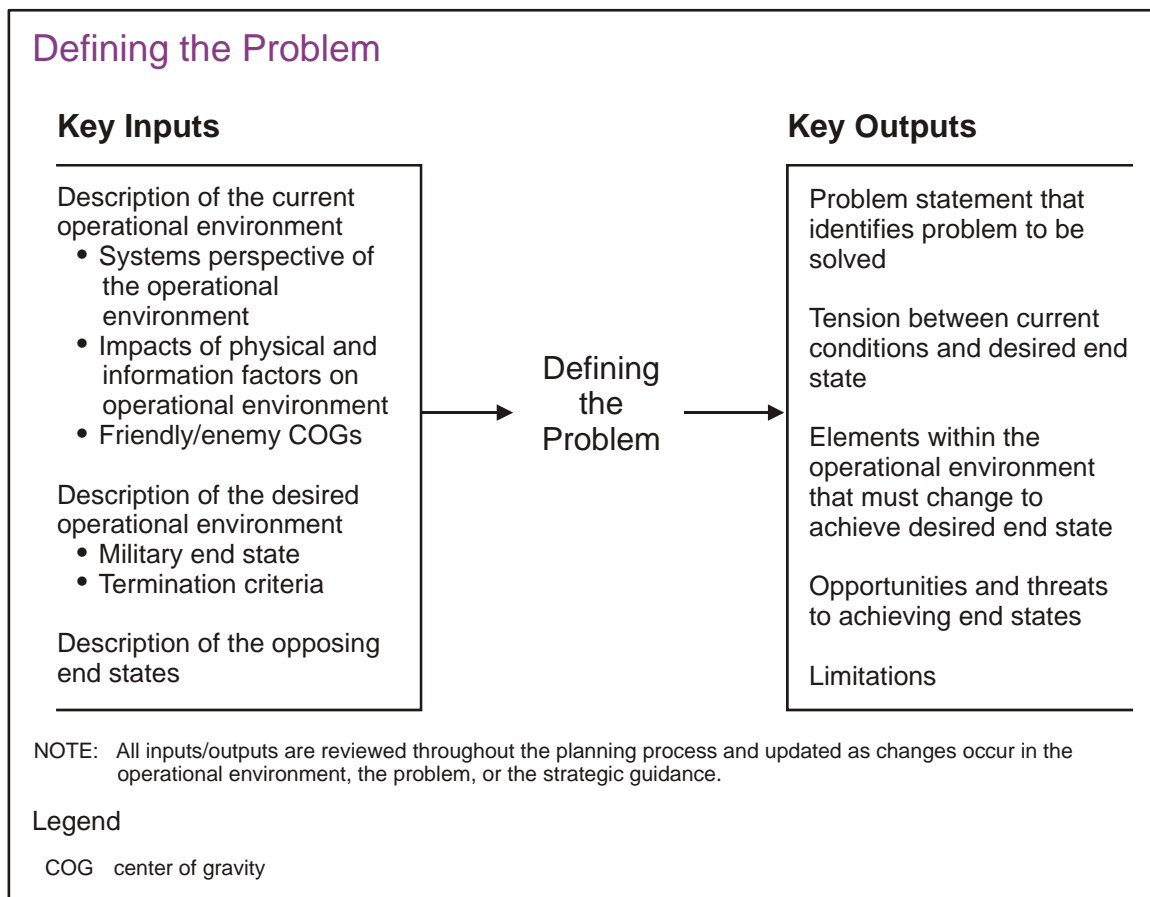 Defining the Problem
Key Inputs
Description of the current
operational environment
• Systems perspective of
the operational
environment
• Impacts of physical and
information factors on
operational environment
• Friendly/enemy COGs
Description of the desired
operational environment
• Military end state
• Termination criteria
Description of the opposing
end states
Defining
the
Problem
Key Outputs
Problem statement that
identifies problem to be
solved
Tension between current
conditions and desired end
state
Elements within the
operational environment
that must change to
achieve desired end state
Opportunities and threats
to achieving end states
Limitations
NOTE: All inputs/outputs are reviewed throughout the planning process and updated as changes occur in the
operational environment, the problem, or the strategic guidance.
Legend
COG center of gravity